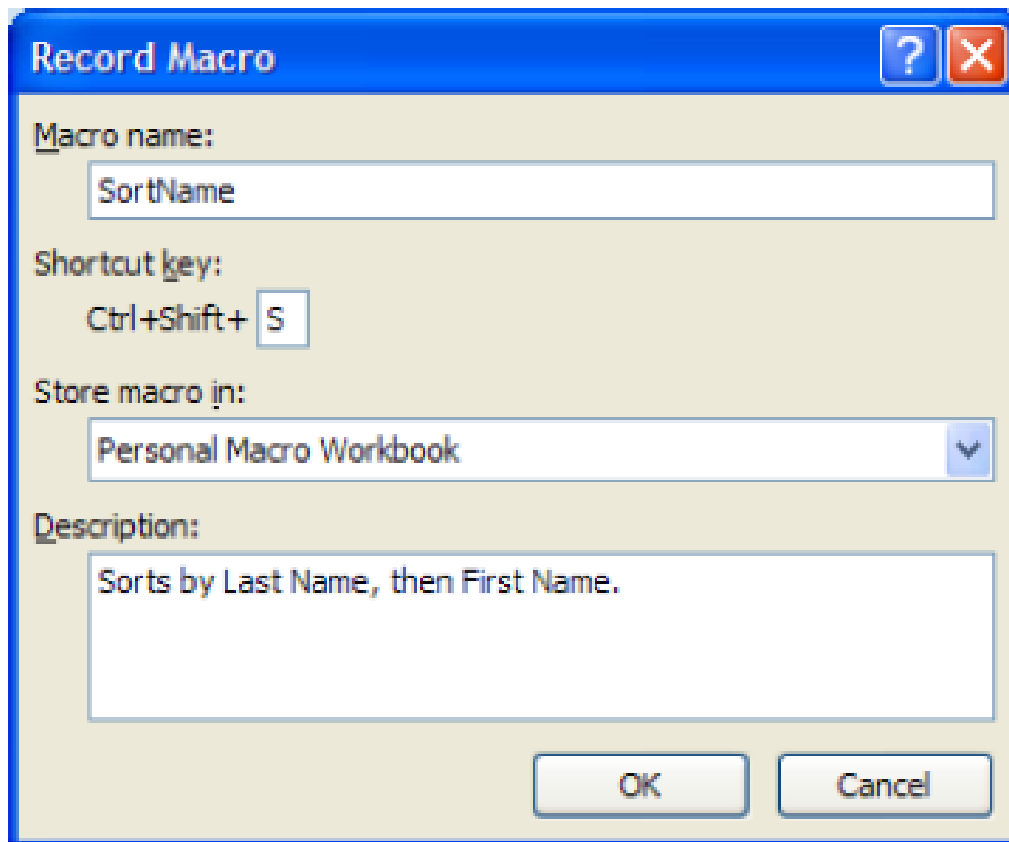 Record Macro
Macro name:
SortName
Shortcut key:
Ctrl+Shift+ S
Store macro in:
Personal Macro Workbook
Description:
Sorts by Last Name, then First Name.
OK Cancel